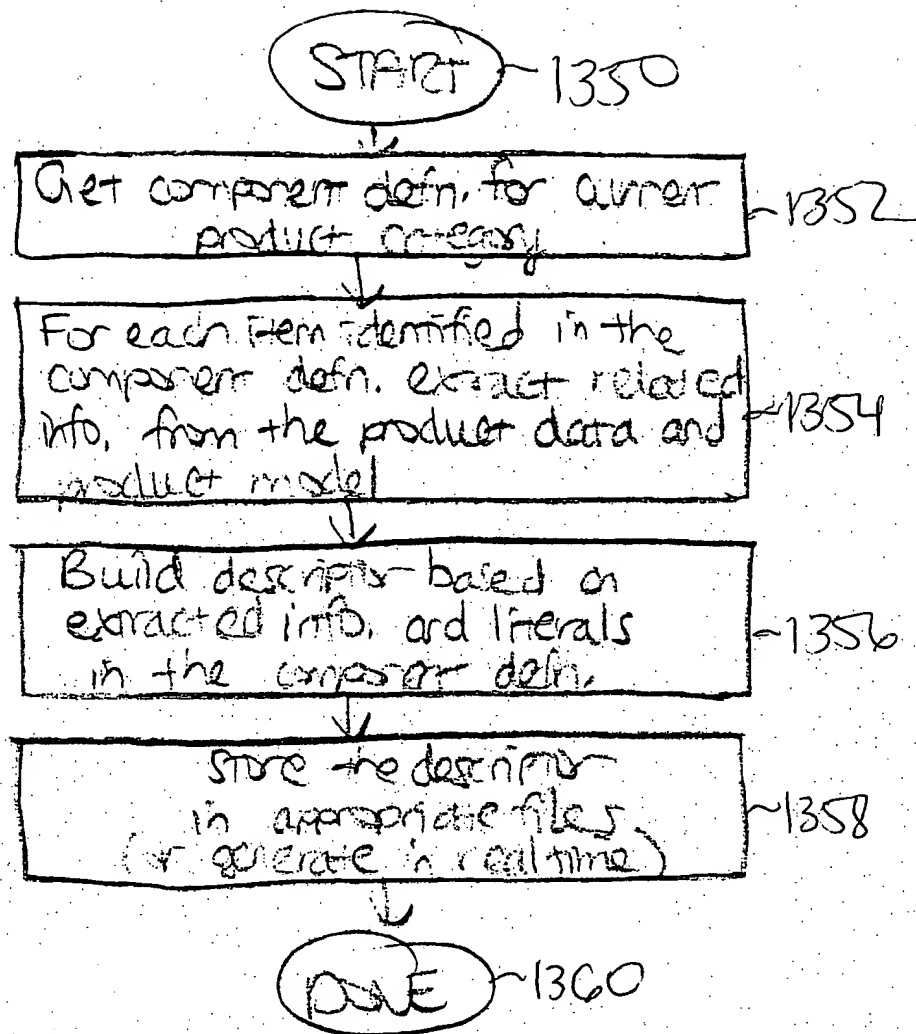 START ~1350
Get component defn. for current
product category
~1352
For each item identified in the
component defn. extract related
info. from the product data and
product model
~1354
Build descriptor based on
extracted info. and literals
in the component defn.
~1356
Store the descriptor
in appropriate files
(or generate in real time)
~1358
DONE ~1360